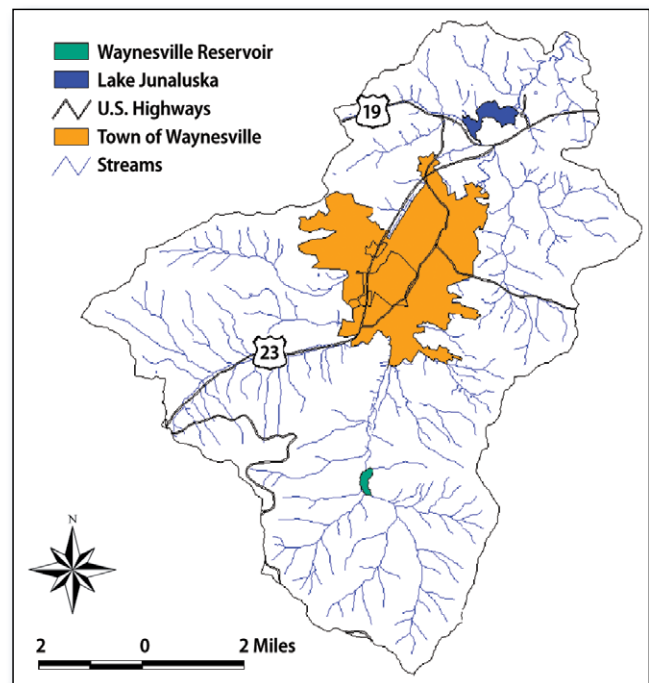 Waynesville Reservoir
Lake Junaluska
U.S. Highways
Town of Waynesville
Streams
19
23
N
2 0 2 Miles